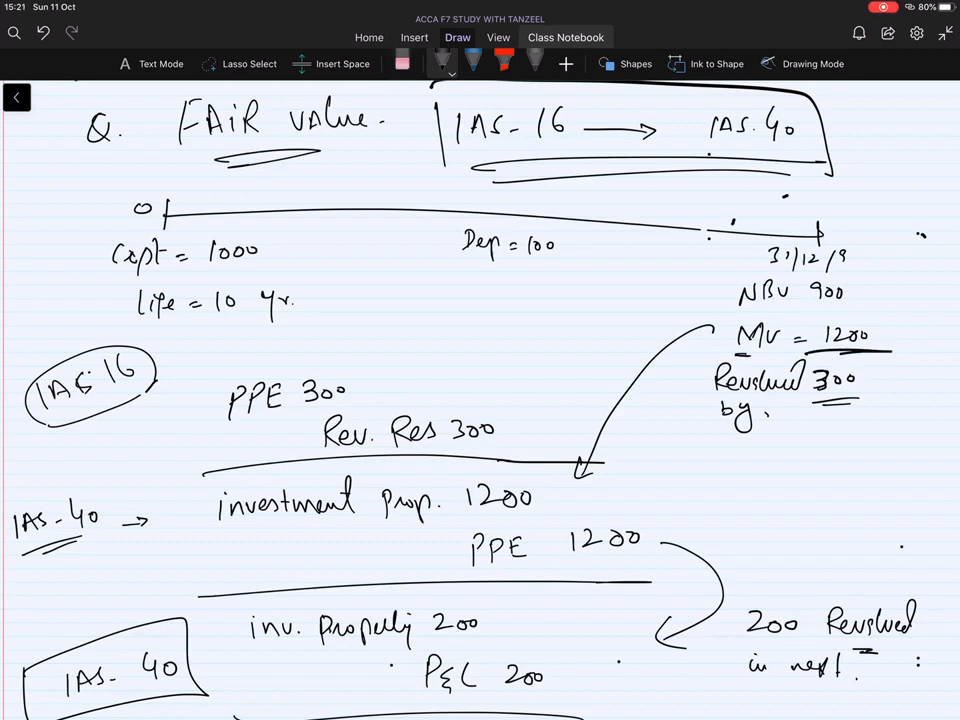 15:21 Sun 11 Oct
80%
ACCA F7 STUDY WITH TANZEEL
Home Insert Draw View Class Notebook
Text Mode Lasso Select Insert Space Shapes Ink to Shape Drawing Mode
Q. FAIR VALUE. IAS-16 → IAS.40
0
Cost = 1000 Dep = 100
31/12/9
Life = 10 Yr.
NBV 900
MV = 1200
IAS 16
Revalued 300
by.
PPE 300
Rev. Res 300
investment prop. 1200
IAS-40 →
PPE 1200
inv. Property 200
200 Revalued
in next.
IAS-40
P&L 200